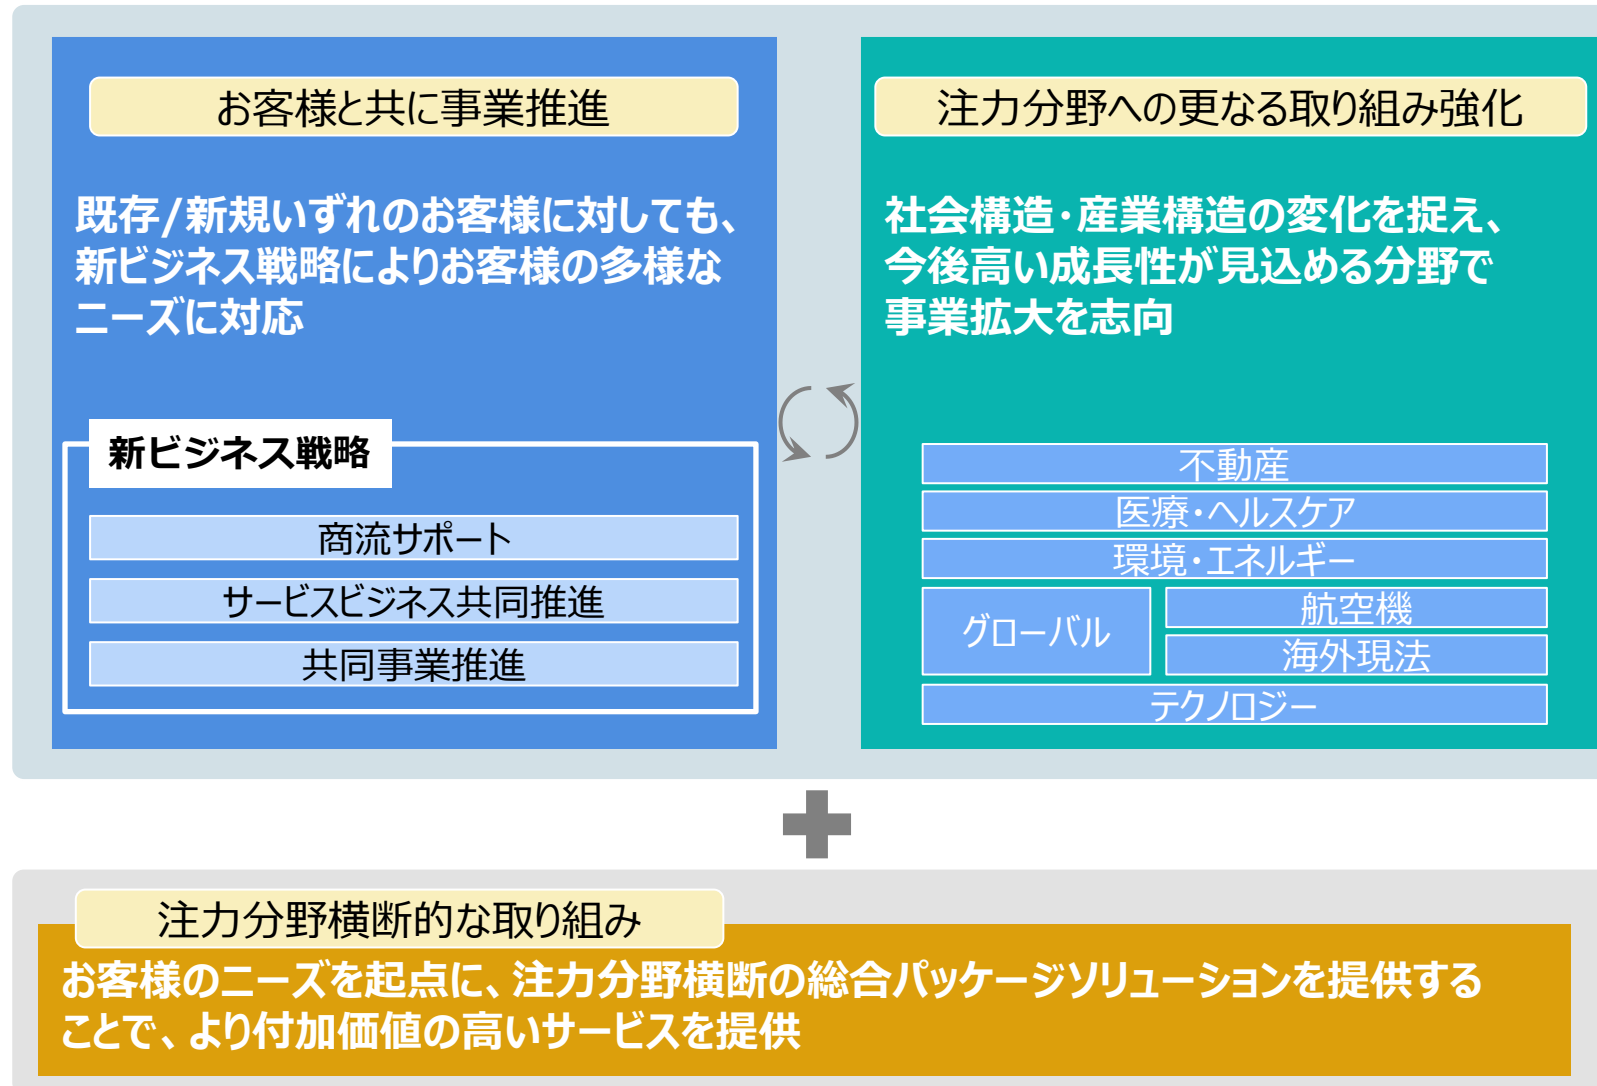 お客様と共に事業推進
既存/新規いずれのお客様に対しても、
新ビジネス戦略によりお客様の多様な
ニーズに対応
新ビジネス戦略
商流サポート
サービスビジネス共同推進
共同事業推進
注力分野への更なる取り組み強化
社会構造・産業構造の変化を捉え、
今後高い成長性が見込める分野で
事業拡大を志向
不動産
医療・ヘルスケア
環境・エネルギー
グローバル
航空機
海外現法
テクノロジー
注力分野横断的な取り組み
お客様のニーズを起点に、注力分野横断の総合パッケージソリューションを提供する
ことで、より付加価値の高いサービスを提供